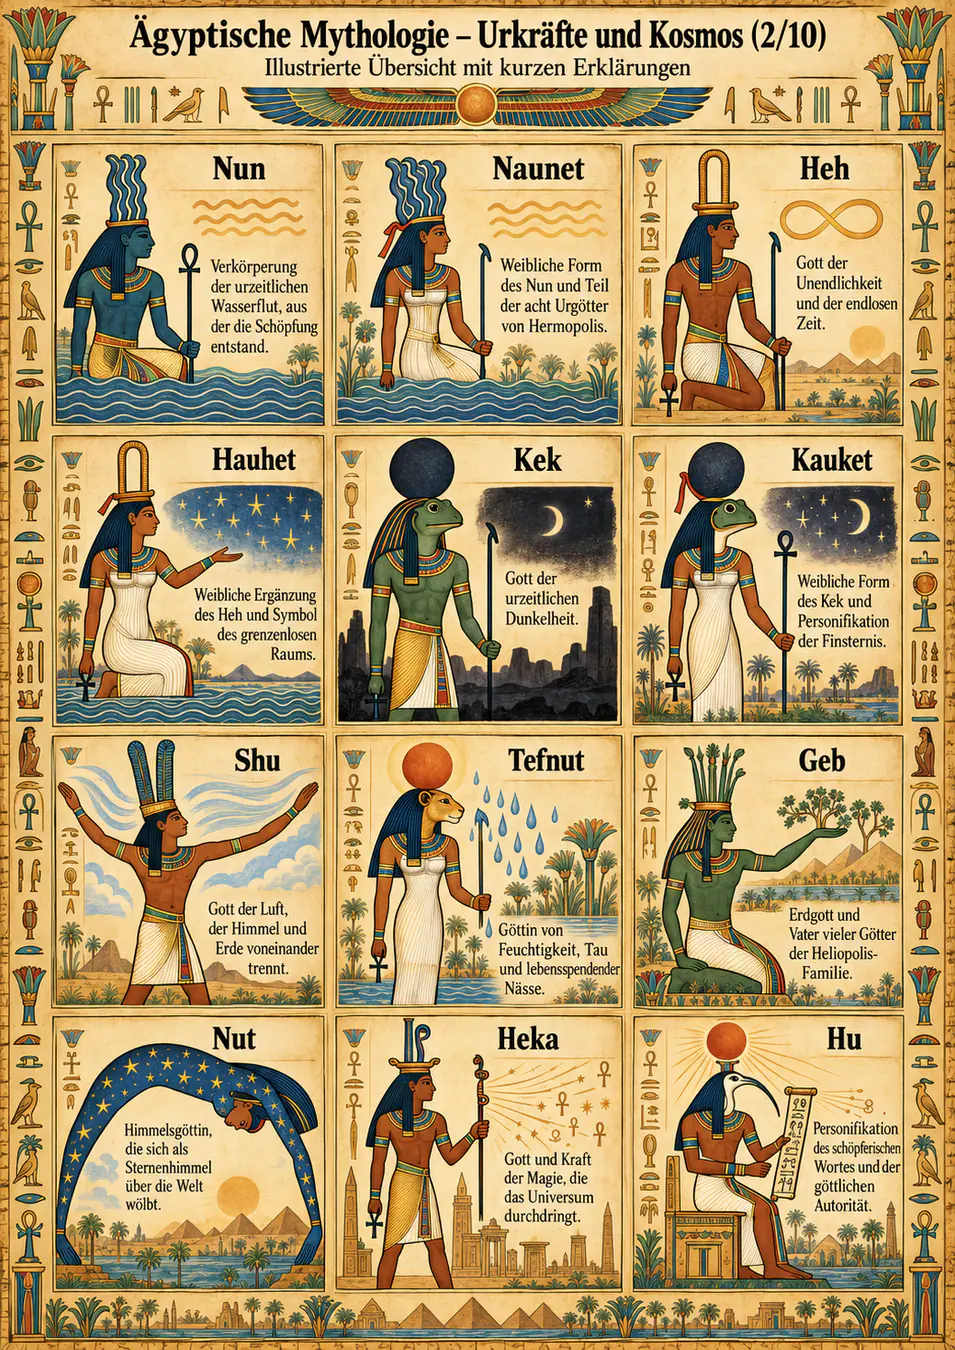 Ägyptische Mythologie – Urkräfte und Kosmos (2/10)
Illustrierte Übersicht mit kurzen Erklärungen
Nun
Verkörperung
der urzeitlichen
Wasserflut, aus
der die Schöpfung
entstand.
Naunet
Weibliche Form
des Nun und Teil
der acht Urgötter
von Hermopolis.
Heh
Gott der
Unendlichkeit
und der endlosen
Zeit.
Hauhet
Weibliche Ergänzung
des Heh und Symbol
des grenzenlosen
Raums.
Kek
Gott der
urzeitlichen
Dunkelheit.
Kauket
Weibliche Form
des Kek und
Personifikation
der Finsternis.
Shu
Gott der Luft,
der Himmel und
Erde voneinander
trennt.
Tefnut
Göttin von
Feuchtigkeit, Tau
und lebensspendender
Nässe.
Geb
Erdgott und
Vater vieler Götter
der Heliopolis-
Familie.
Nut
Himmelsgöttin,
die sich als
Sternenhimmel
über die Welt
wölbt.
Heka
Gott und Kraft
der Magie, die
das Universum
durchdringt.
Hu
Personifikation
des schöpferischen
Wortes und der
göttlichen
Autorität.